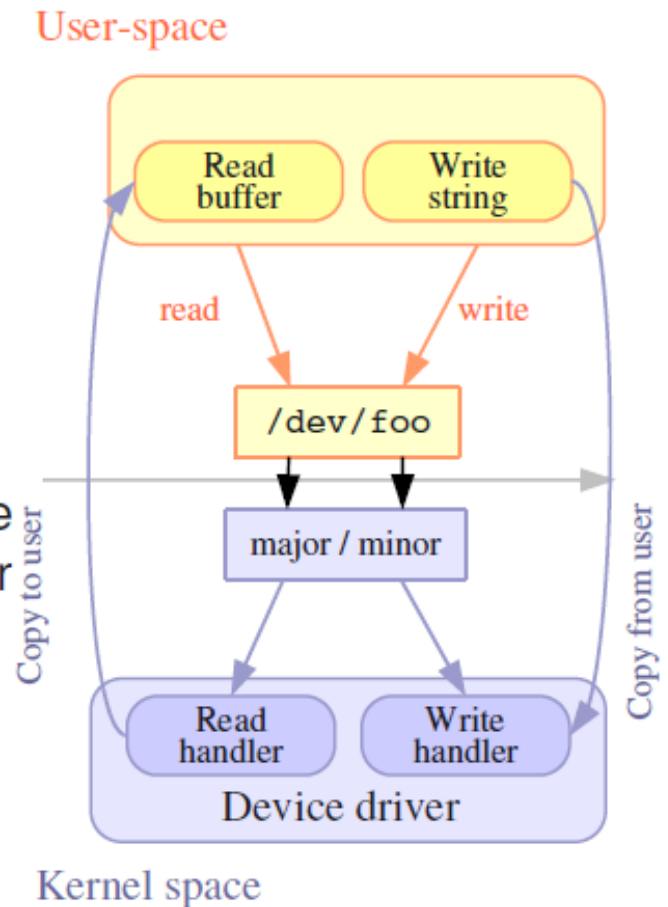 User-space
Read
buffer
Write
string
read
write
/dev/foo
major / minor
Copy to user
Copy from user
Read
handler
Write
handler
Device driver
Kernel space